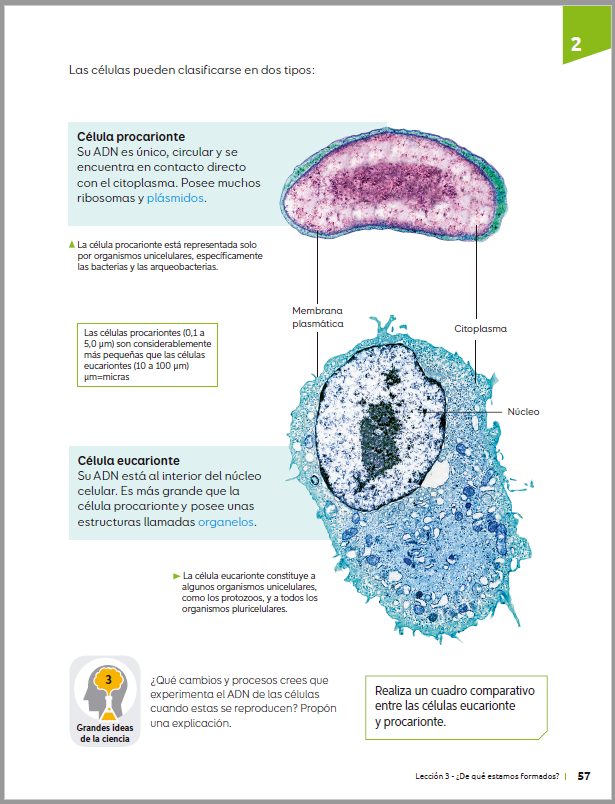 2
Las células pueden clasificarse en dos tipos:
Célula procarionte
Su ADN es único, circular y se
encuentra en contacto directo
con el citoplasma. Posee muchos
ribosomas y plásmidos.
La célula procarionte está representada solo
por organismos unicelulares, específicamente
las bacterias y las arqueobacterias.
Membrana
plasmática
Citoplasma
Las células procariontes (0,1 a
5,0 µm) son considerablemente
más pequeñas que las células
eucariontes (10 a 100 µm)
µm=micras
Núcleo
Célula eucarionte
Su ADN está al interior del núcleo
celular. Es más grande que la
célula procarionte y posee unas
estructuras llamadas organelos.
La célula eucarionte constituye a
algunos organismos unicelulares,
como los protozoos, y a todos los
organismos pluricelulares.
3
Grandes ideas
de la ciencia
¿Qué cambios y procesos crees que
experimenta el ADN de las células
cuando estas se reproducen? Propón
una explicación.
Realiza un cuadro comparativo
entre las células eucarionte
y procarionte.
Lección 3 - ¿De qué estamos formados? | 57